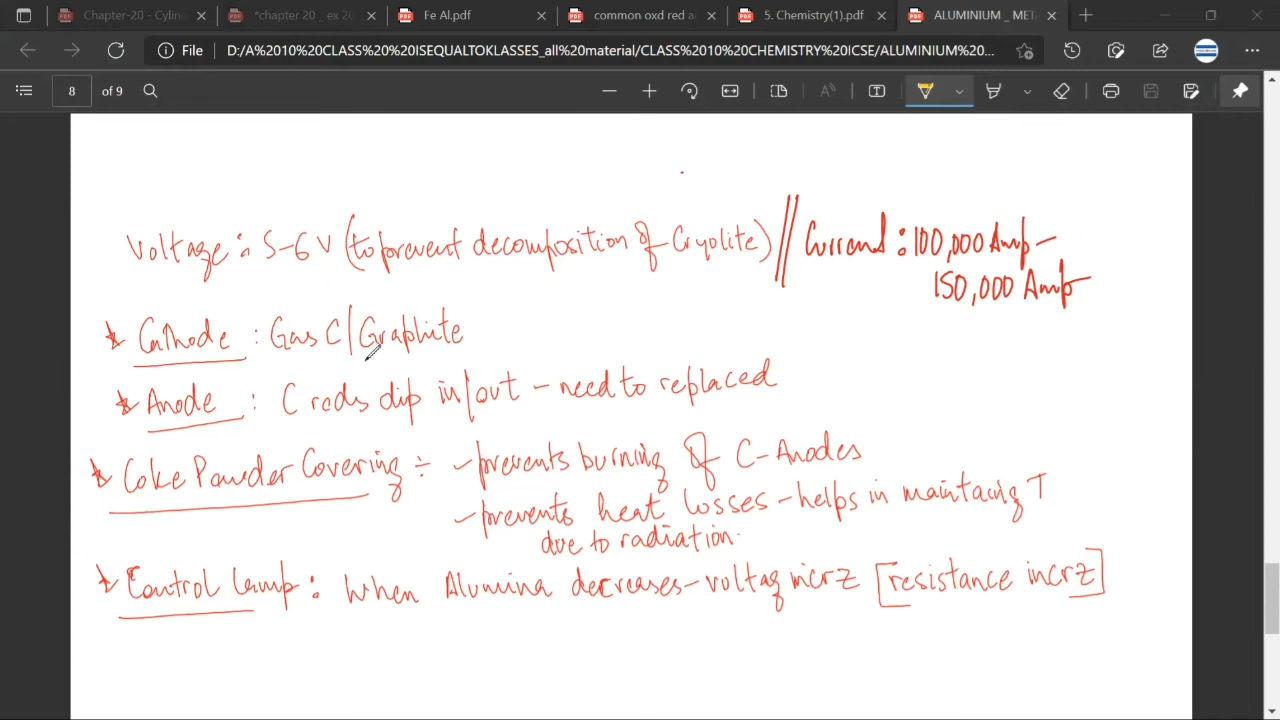 Chapter-20 - Cylin
*chapter 20 _ ex 20
Fe Al.pdf
common oxd red a
5. Chemistry(1).pdf
ALUMINIUM _ META
File
D:/A%2010%20CLASS%20%20ISEQUALTOKLASSES_all%20material/CLASS%2010%20CHEMISTRY%20ICSE/ALUMINIUM%20...
8 of 9
Voltage : 5-6 V (to prevent decomposition of Cryolite) // Current : 100,000 Amp -
150,000 Amp
* Cathode : Gas C/Graphite
* Anode : C rods dip in/out - need to replaced
* Coke Powder Covering ÷ - prevents burning of C-Anodes
- prevents heat losses - helps in maintaing T
due to radiation.
* Control lamp : When Alumina decreases - voltag incrz [resistance incrz]